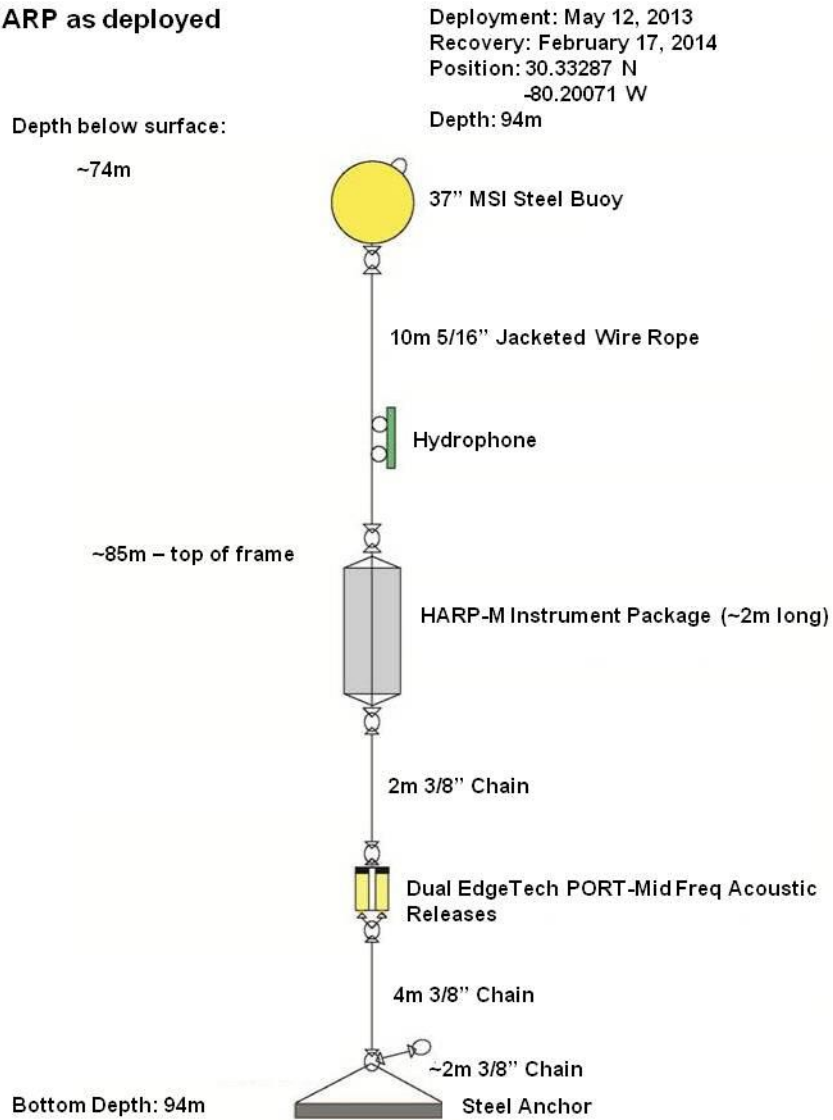 ARP as deployed
Deployment: May 12, 2013
Recovery: February 17, 2014
Position: 30.33287 N
-80.20071 W
Depth: 94m
Depth below surface:
~74m
37” MSI Steel Buoy
10m 5/16” Jacketed Wire Rope
Hydrophone
~85m – top of frame
HARP-M Instrument Package (~2m long)
2m 3/8” Chain
Dual EdgeTech PORT-Mid Freq Acoustic
Releases
4m 3/8” Chain
~2m 3/8” Chain
Bottom Depth: 94m
Steel Anchor